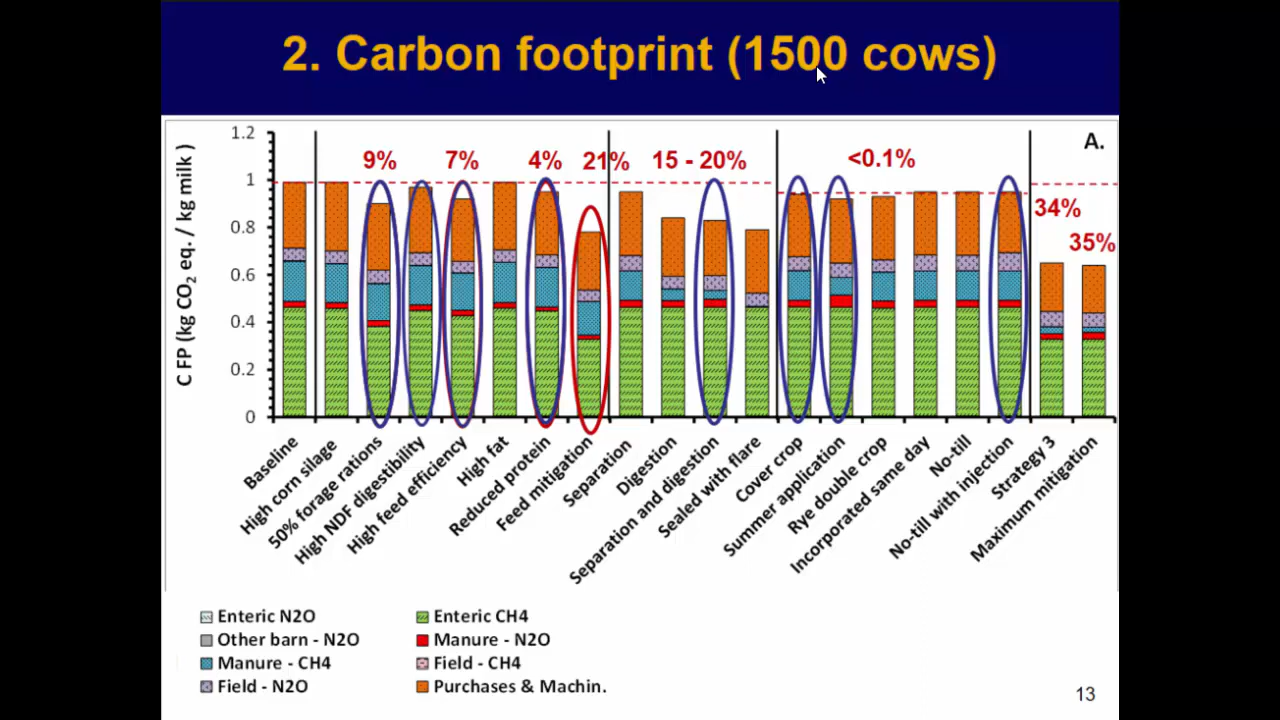 2. Carbon footprint (1500 cows)
A.
C FP (kg CO2 eq. / kg milk )
1.2
1
0.8
0.6
0.4
0.2
0
9%
7%
4%
21%
15 - 20%
<0.1%
34%
35%
Baseline
High corn silage
50% forage rations
High NDF digestibility
High feed efficiency
High fat
Reduced protein
Feed mitigation
Separation
Digestion
Separation and digestion
Sealed with flare
Cover crop
Summer application
Rye double crop
Incorporated same day
No-till
No-till with injection
Strategy 3
Maximum mitigation
Enteric N2O
Enteric CH4
Other barn - N2O
Manure - N2O
Manure - CH4
Field - CH4
Field - N2O
Purchases & Machin.
13